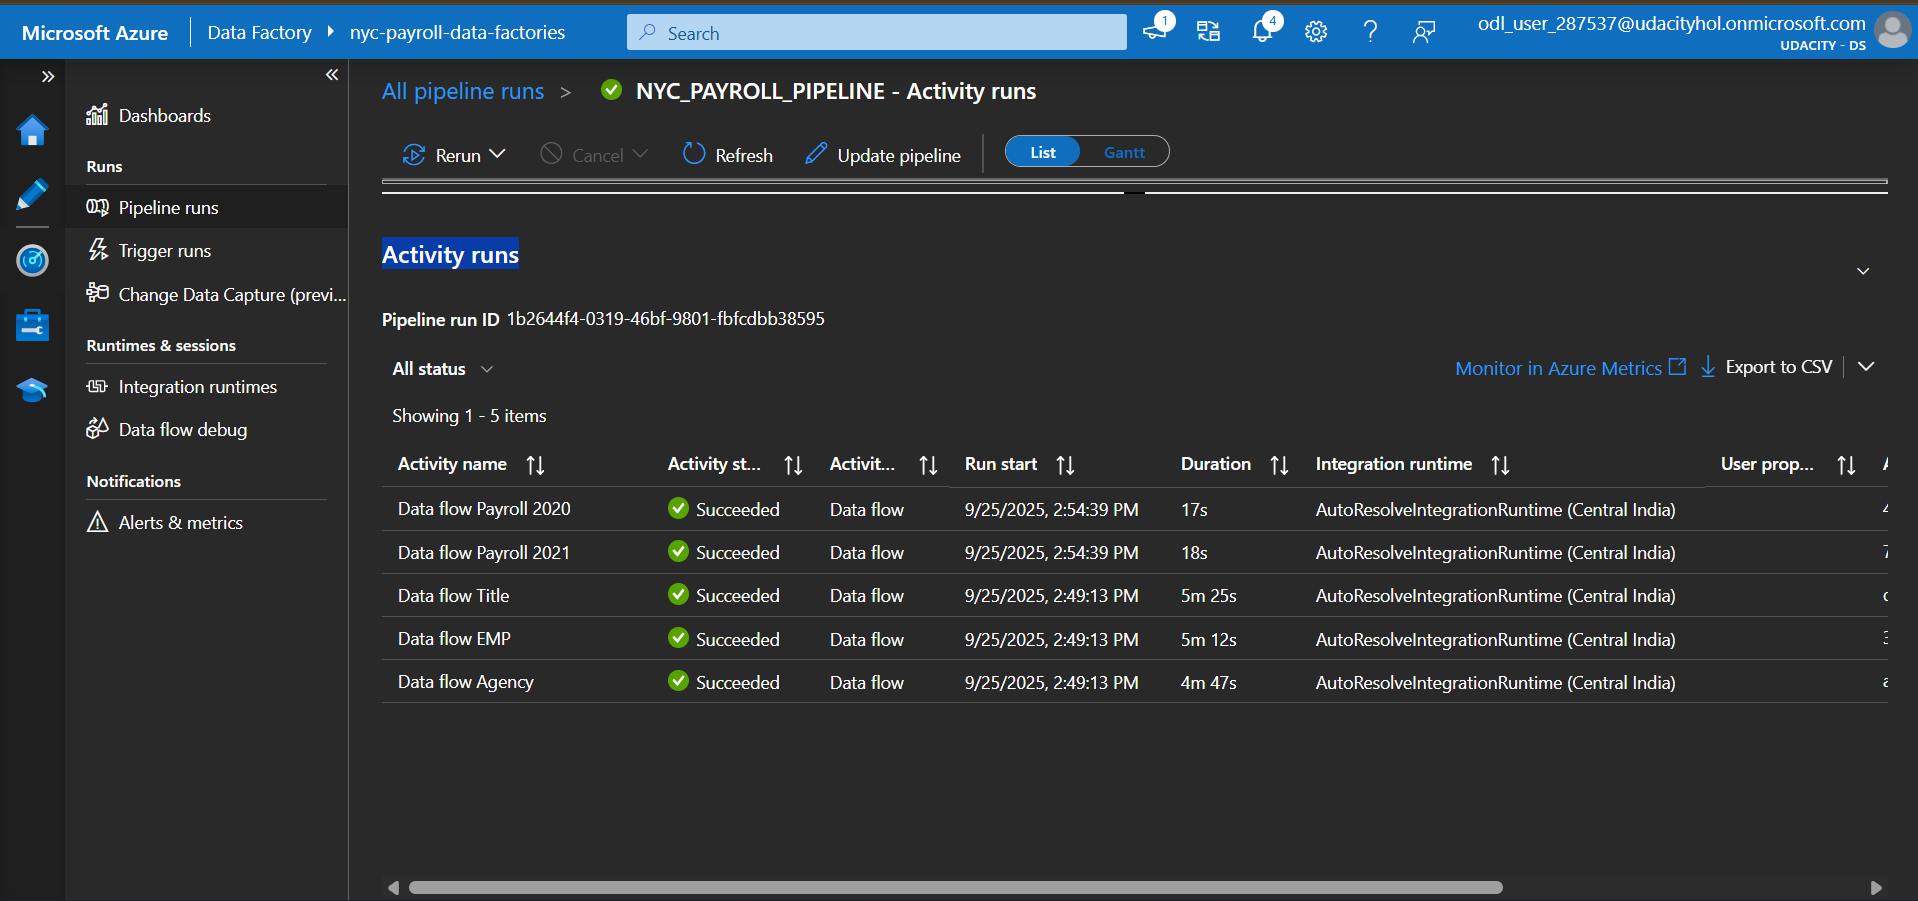 Microsoft Azure Data Factory nyc-payroll-data-factories Search 1 4 odl_user_287537@udacityhol.onmicrosoft.com
UDACITY - DS
Dashboards
Runs
Pipeline runs
Trigger runs
Change Data Capture (previ...
Runtimes & sessions
Integration runtimes
Data flow debug
Notifications
Alerts & metrics
All pipeline runs > NYC_PAYROLL_PIPELINE - Activity runs
Rerun Cancel Refresh Update pipeline List Gantt
Activity runs
Pipeline run ID 1b2644f4-0319-46bf-9801-fbfcdbb38595
All status Monitor in Azure Metrics Export to CSV
Showing 1 - 5 items
Activity name Activity st... Activit... Run start Duration Integration runtime User prop...
Data flow Payroll 2020 Succeeded Data flow 9/25/2025, 2:54:39 PM 17s AutoResolveIntegrationRuntime (Central India)
Data flow Payroll 2021 Succeeded Data flow 9/25/2025, 2:54:39 PM 18s AutoResolveIntegrationRuntime (Central India)
Data flow Title Succeeded Data flow 9/25/2025, 2:49:13 PM 5m 25s AutoResolveIntegrationRuntime (Central India)
Data flow EMP Succeeded Data flow 9/25/2025, 2:49:13 PM 5m 12s AutoResolveIntegrationRuntime (Central India)
Data flow Agency Succeeded Data flow 9/25/2025, 2:49:13 PM 4m 47s AutoResolveIntegrationRuntime (Central India)